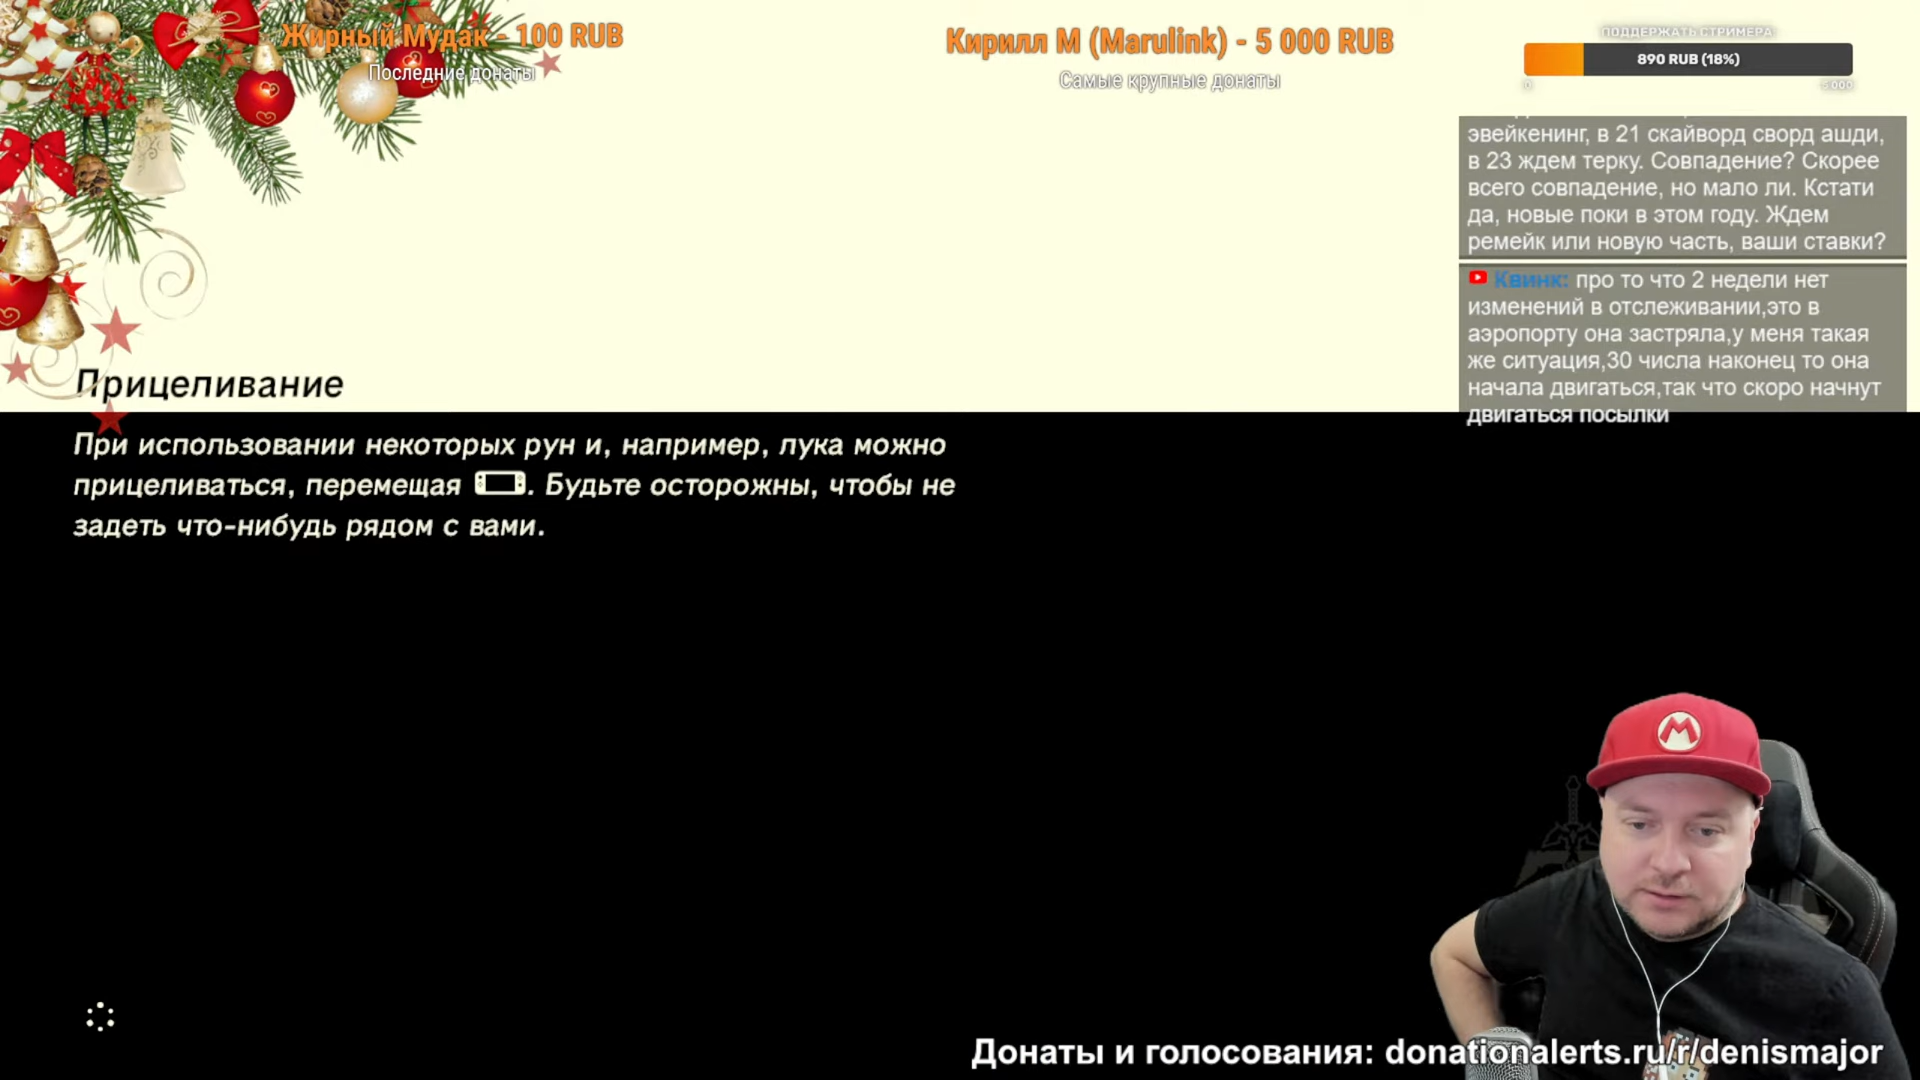 Жирный Мудак - 100 RUB
Последние донаты
Кирилл М (Marulink) - 5 000 RUB
Самые крупные донаты
ПОДДЕРЖАТЬ СТРИМЕРА
890 RUB (18%)
0
5 000
эвейкенинг, в 21 скайворд сворд ашди,
в 23 ждем терку. Совпадение? Скорее
всего совпадение, но мало ли. Кстати
да, новые поки в этом году. Ждем
ремейк или новую часть, ваши ставки?
Квинк: про то что 2 недели нет
изменений в отслеживании,это в
аэропорту она застряла,у меня такая
же ситуация,30 числа наконец то она
начала двигаться,так что скоро начнут
двигаться посылки
Прицеливание
При использовании некоторых рун и, например, лука можно
прицеливаться, перемещая . Будьте осторожны, чтобы не
задеть что-нибудь рядом с вами.
M
Донаты и голосования: donationalerts.ru/r/denismajor